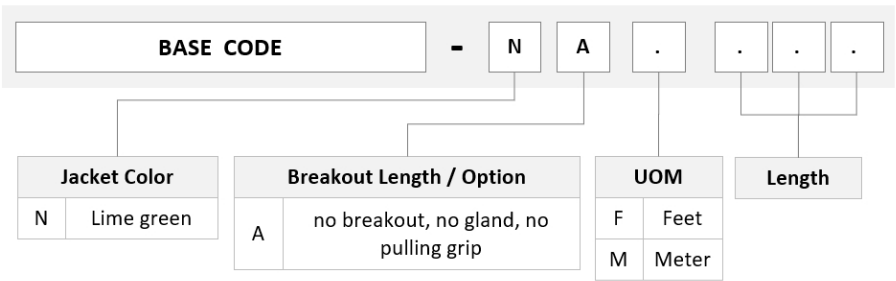 BASE CODE - N A . . . .
Jacket Color
N Lime green
Breakout Length / Option
A no breakout, no gland, no
pulling grip
UOM
F Feet
M Meter
Length